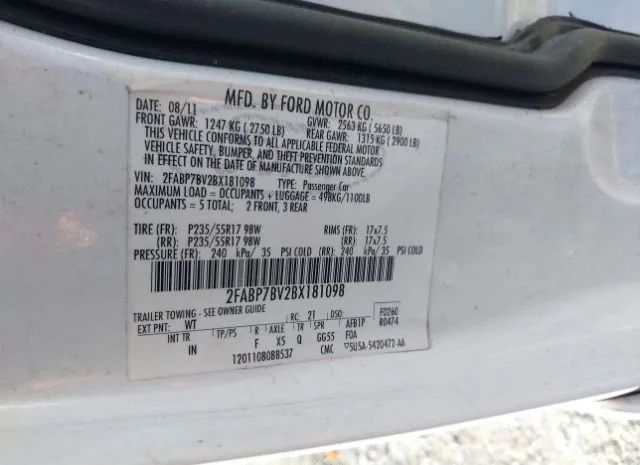 MFD. BY FORD MOTOR CO.
DATE: 08/11 GVWR: 2563 KG ( 5650 LB)
FRONT GAWR: 1247 KG ( 2750 LB) REAR GAWR: 1315 KG ( 2900 LB)
THIS VEHICLE CONFORMS TO ALL APPLICABLE FEDERAL MOTOR
VEHICLE SAFETY, BUMPER, AND THEFT PREVENTION STANDARDS
IN EFFECT ON THE DATE OF MANUFACTURE SHOWN ABOVE.
VIN: 2FABP7BV2BX181098 TYPE: Passenger Car
MAXIMUM LOAD = OCCUPANTS + LUGGAGE = 498KG/1100LB
OCCUPANTS = 5 TOTAL; 2 FRONT, 3 REAR
TIRE (FR): P235/55R17 98W RIMS (FR): 17x7.5
(RR): P235/55R17 98W (RR): 17x7.5
PRESSURE (FR): 240 kPa/ 35 PSI COLD (RR): 240 kPa/ 35 PSI COLD
2FABP7BV2BX181098
TRAILER TOWING - SEE OWNER GUIDE
EXT PNT: WT RC: 21 DSO: F0260
R0474
INT TR TP/PS R AXLE TR SPR AFB1P
IN F X5 Q GG55 FOA
1201108088537 CMC 5U5A-5420472-AA